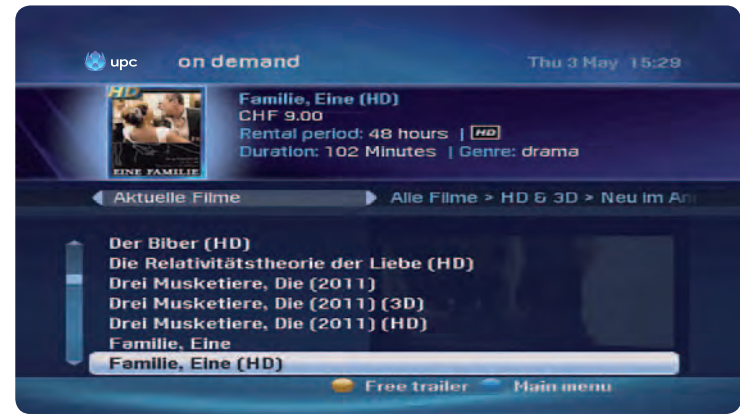 upc on demand Thu 3 May 15:29
HD
Familie, Eine (HD)
CHF 9.00
Rental period: 48 hours | HD
Duration: 102 Minutes | Genre: drama
EINE FAMILIE
Aktuelle Filme Alle Filme > HD & 3D > Neu im An
Der Biber (HD)
Die Relativitätstheorie der Liebe (HD)
Drei Musketiere, Die (2011)
Drei Musketiere, Die (2011) (3D)
Drei Musketiere, Die (2011) (HD)
Familie, Eine
Familie, Eine (HD)
Free trailer Main menu